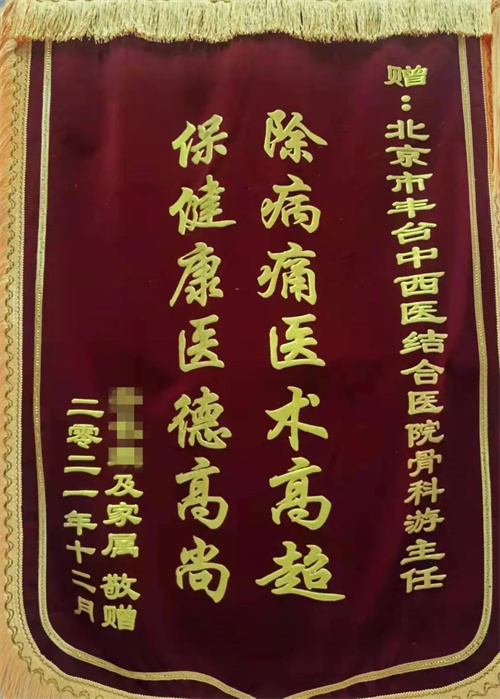 赠：北京市丰台中西医结合医院骨科游主任
除病痛医术高超
保健康医德高尚
及家属 敬赠
二零二一年十二月